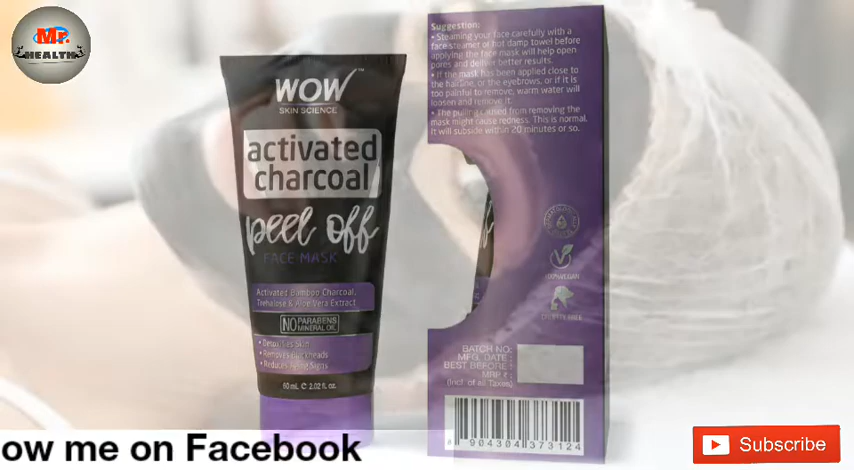 Mr.
HEALTH
WOW
SKIN SCIENCE
activated
charcoal
peel off
FACE MASK
Activated Bamboo Charcoal,
Trehalose & Aloe Vera Extract
NO PARABENS
MINERAL OIL
• Detoxifies Skin
• Removes Blackheads
• Reduces Aging Signs
60 mL ℮ 2.02 fl. oz.
Suggestion:
• Steaming your face carefully with a
face steamer or hot damp towel before
applying the face mask will help open
pores and deliver better results.
• If the mask has been applied close to
the hairline, or the eyebrows, or if it is
too painful to remove, warm water will
loosen and remove it.
• The pulling caused from removing the
mask might cause redness. This is normal.
It will subside within 20 minutes or so.
100% VEGAN
CRUELTY FREE
BATCH NO:
MFG. DATE :
BEST BEFORE :
MRP ₹ :
(Incl. of all Taxes)
8 904304 373124
ow me on Facebook
Subscribe